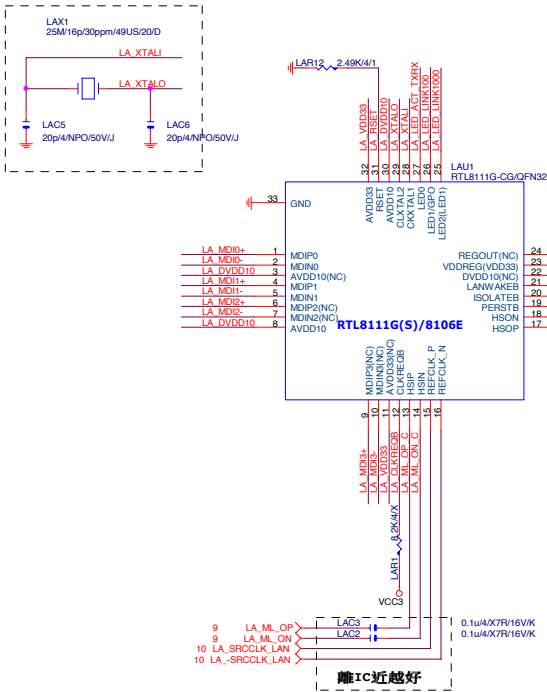 LAX1
25M/16p/30ppm/49US/20/D
LA_XTALI
LA_XTALO
LAC5
20p/4/NPO/50V/J
LAC6
20p/4/NPO/50V/J
LAR12
2.49K/4/1
LA_VDD33
LA_RSET
LA_DVDD10
LA_XTALO
LA_XTALI
LA_LED_ACT_TXRX
LA_LED_LINK100
LA_LED_LINK1000
32
31
30
29
28
27
26
25
LAU1
RTL8111G-CG/QFN32
AVDD33
RSET
AVDD10
CLXTAL2
CKXTAL1
LED0
LED1/GPO
LED2(LED1)
33
GND
LA_MDI0+ 1 MDIP0
LA_MDI0- 2 MDIN0
LA_DVDD10 3 AVDD10(NC)
LA_MDI1+ 4 MDIP1
LA_MDI1- 5 MDIN1
LA_MDI2+ 6 MDIP2(NC)
LA_MDI2- 7 MDIN2(NC)
LA_DVDD10 8 AVDD10
REGOUT(NC) 24
VDDREG(VDD33) 23
DVDD10(NC) 22
LANWAKEB 21
ISOLATEB 20
PERSTB 19
HSON 18
HSOP 17
RTL8111G(S)/8106E
MDIP3(NC)
MDIN3(NC)
AVDD33(NC)
CLKREQB
HSIP
HSIN
REFCLK_P
REFCLK_N
9
10
11
12
13
14
15
16
LA_MDI3+
LA_MDI3-
LA_VDD33
LA_CLKREQB
LA_ML_OP_C
LA_ML_ON_C
LAR1
8.2K/4/X
VCC3
9 LA_ML_OP
9 LA_ML_ON
10 LA_SRCCLK_LAN
10 LA_-SRCCLK_LAN
LAC3
LAC2
0.1u/4/X7R/16V/K
0.1u/4/X7R/16V/K
離IC近越好